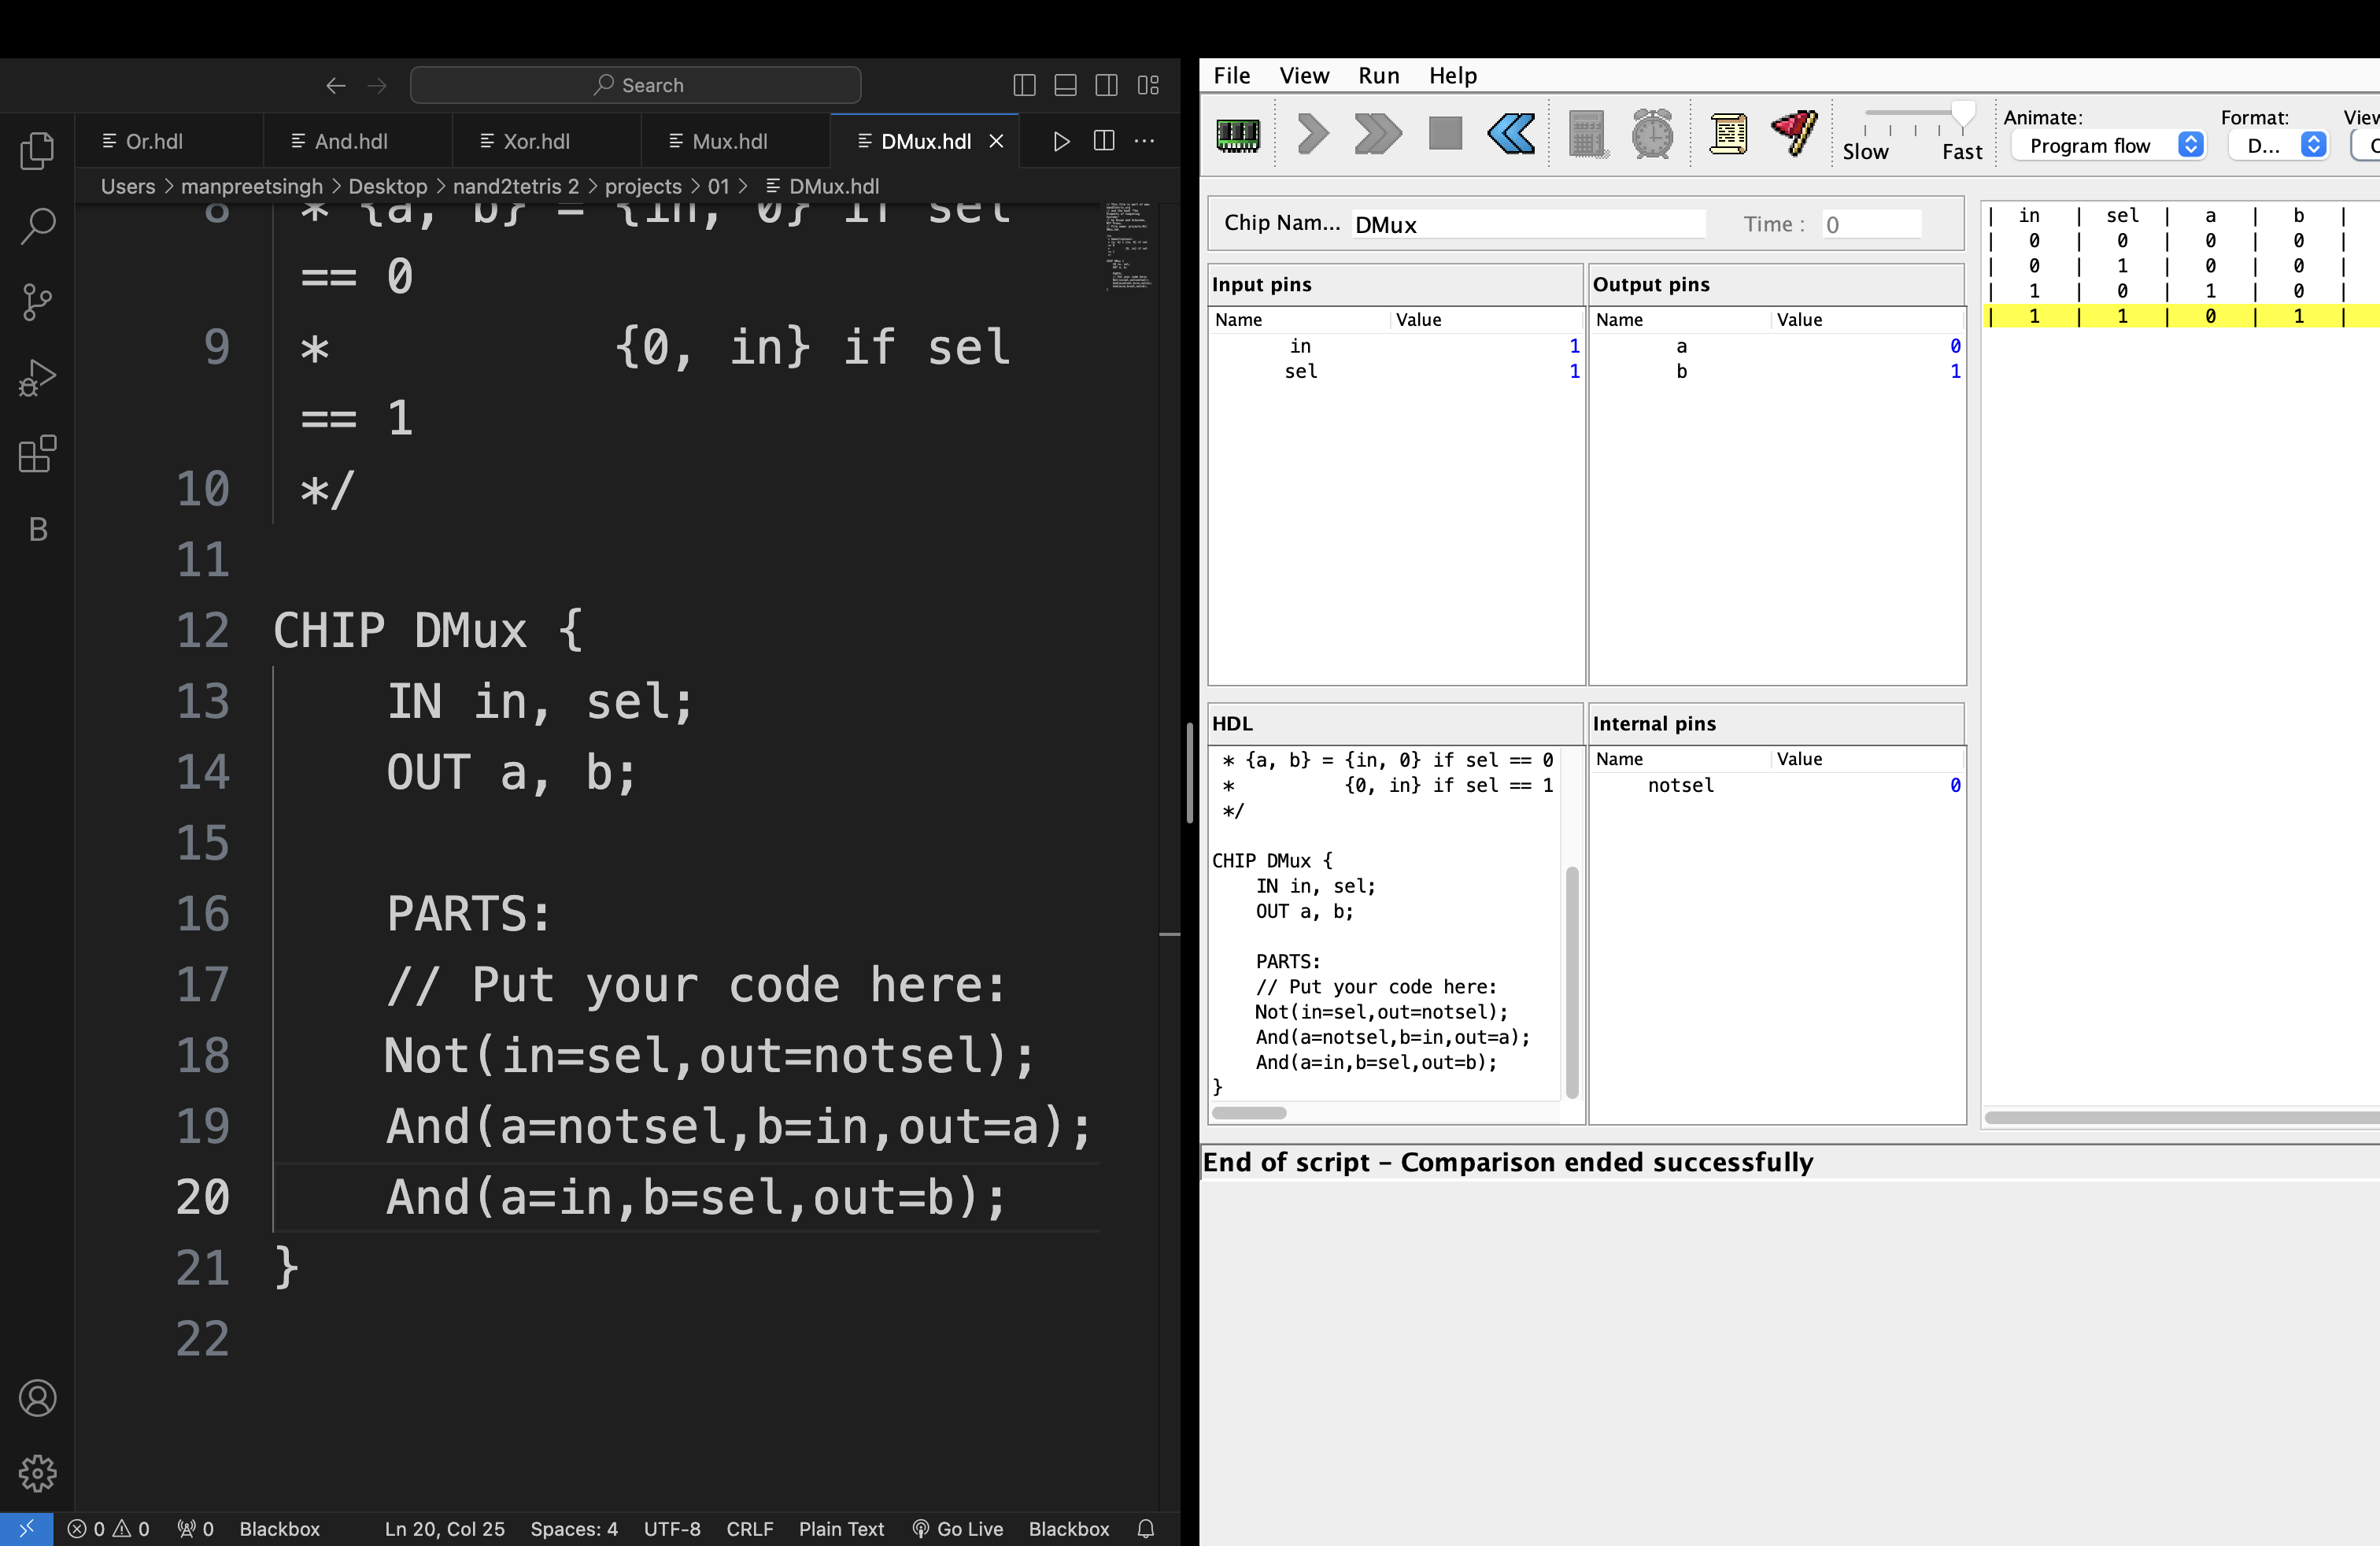 Search
Or.hdl
And.hdl
Xor.hdl
Mux.hdl
DMux.hdl
Users > manpreetsingh > Desktop > nand2tetris 2 > projects > 01 > DMux.hdl
8 * {a, b} = {in, 0} if sel
== 0
9 * {0, in} if sel
== 1
10 */
11
12 CHIP DMux {
13 IN in, sel;
14 OUT a, b;
15
16 PARTS:
17 // Put your code here:
18 Not(in=sel,out=notsel);
19 And(a=notsel,b=in,out=a);
20 And(a=in,b=sel,out=b);
21 }
22
B
0 0 0 Blackbox Ln 20, Col 25 Spaces: 4 UTF-8 CRLF Plain Text Go Live Blackbox
File View Run Help
Slow Fast
Animate:
Program flow
Format:
D...
Chip Nam... DMux Time : 0
Input pins
Name Value
in 1
sel 1
Output pins
Name Value
a 0
b 1
HDL
* {a, b} = {in, 0} if sel == 0
* {0, in} if sel == 1
*/
CHIP DMux {
IN in, sel;
OUT a, b;
PARTS:
// Put your code here:
Not(in=sel,out=notsel);
And(a=notsel,b=in,out=a);
And(a=in,b=sel,out=b);
}
Internal pins
Name Value
notsel 0
| in | sel | a | b |
| 0 | 0 | 0 | 0 |
| 0 | 1 | 0 | 0 |
| 1 | 0 | 1 | 0 |
| 1 | 1 | 0 | 1 |
End of script – Comparison ended successfully